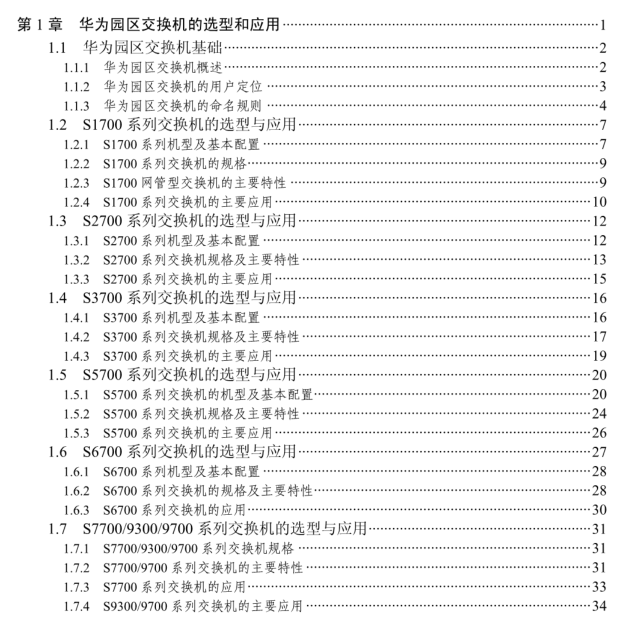 第 1 章 华为园区交换机的选型和应用 1
1.1 华为园区交换机基础 2
1.1.1 华为园区交换机概述 2
1.1.2 华为园区交换机的用户定位 3
1.1.3 华为园区交换机的命名规则 4
1.2 S1700 系列交换机的选型与应用 7
1.2.1 S1700 系列机型及基本配置 7
1.2.2 S1700 系列交换机的规格 9
1.2.3 S1700 网管型交换机的主要特性 9
1.2.4 S1700 系列交换机的主要应用 10
1.3 S2700 系列交换机的选型与应用 12
1.3.1 S2700 系列机型及基本配置 12
1.3.2 S2700 系列交换机规格及主要特性 13
1.3.3 S2700 系列交换机的主要应用 15
1.4 S3700 系列交换机的选型与应用 16
1.4.1 S3700 系列机型及基本配置 16
1.4.2 S3700 系列交换机规格及主要特性 17
1.4.3 S3700 系列交换机的主要应用 19
1.5 S5700 系列交换机的选型与应用 20
1.5.1 S5700 系列交换机的机型及基本配置 20
1.5.2 S5700 系列交换机规格及主要特性 24
1.5.3 S5700 系列交换机的主要应用 26
1.6 S6700 系列交换机的选型与应用 27
1.6.1 S6700 系列机型及基本配置 28
1.6.2 S6700 系列交换机的规格及主要特性 28
1.6.3 S6700 系列交换机的应用 30
1.7 S7700/9300/9700 系列交换机的选型与应用 31
1.7.1 S7700/9300/9700 系列交换机规格 31
1.7.2 S7700/9700 系列交换机的主要特性 31
1.7.3 S7700 系列交换机的应用 33
1.7.4 S9300/9700 系列交换机的主要应用 34